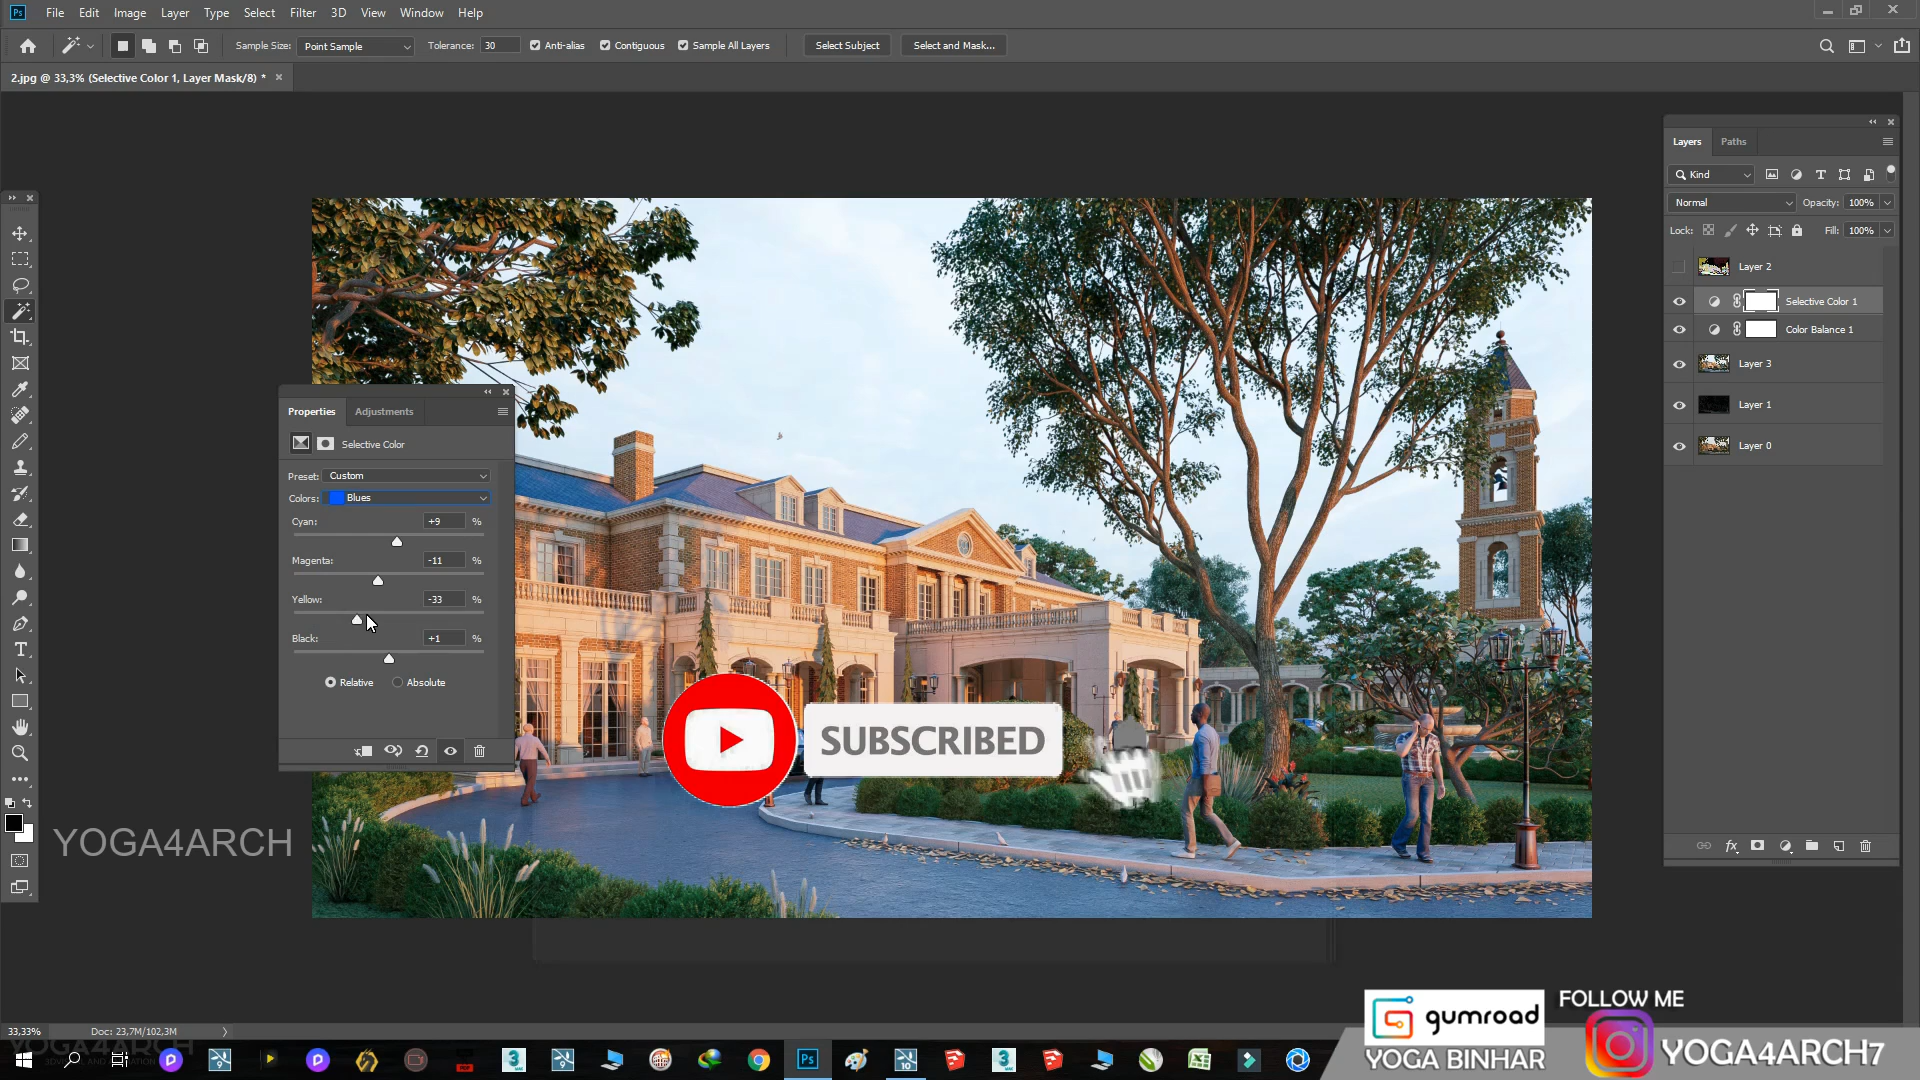 Ps File Edit Image Layer Type Select Filter 3D View Window Help
Sample Size: Point Sample Tolerance: 30 Anti-alias Contiguous Sample All Layers Select Subject Select and Mask...
2.jpg @ 33,3% (Selective Color 1, Layer Mask/8) *
Layers Paths
Kind
Normal Opacity: 100%
Lock: Fill: 100%
Layer 2
Selective Color 1
Color Balance 1
Layer 3
Layer 1
Layer 0
Properties Adjustments
Selective Color
Preset: Custom
Colors: Blues
Cyan: +9 %
Magenta: -11 %
Yellow: -33 %
Black: +1 %
Relative Absolute
SUBSCRIBED
YOGA4ARCH
33,33% Doc: 23,7M/102,3M
gumroad
YOGA BINHAR
FOLLOW ME
YOGA4ARCH7
YOGA4ARCH
Ps